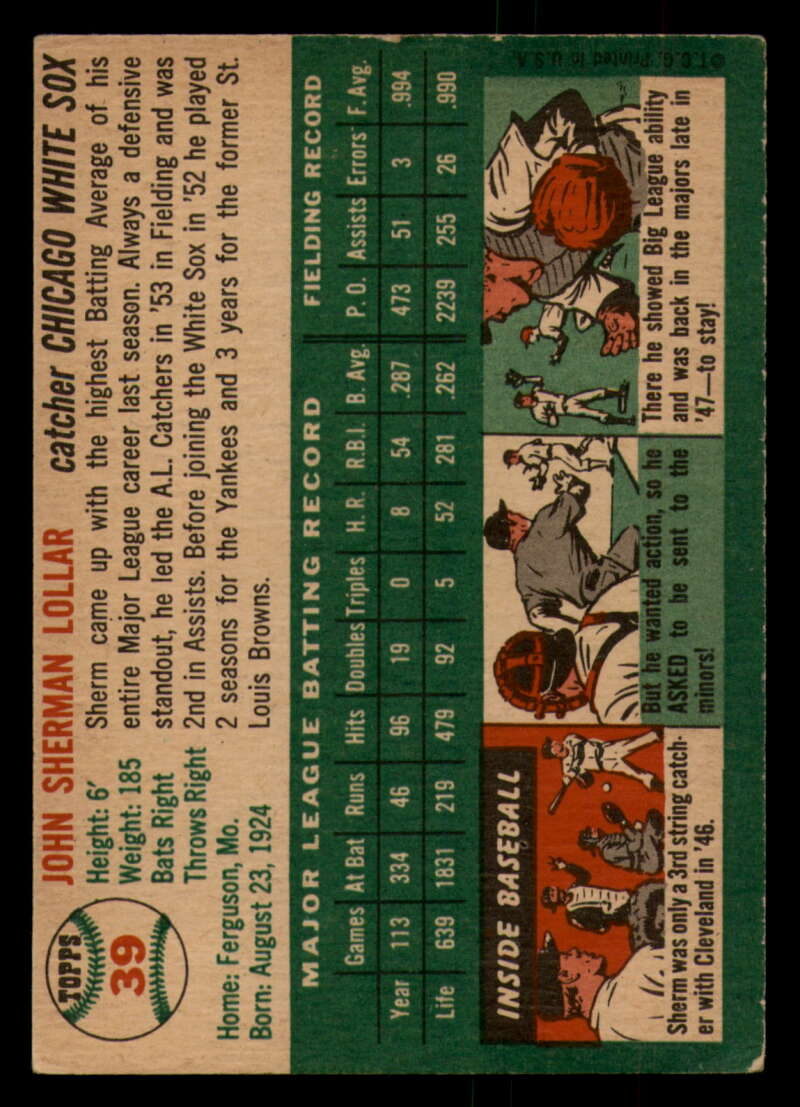 TOPPS
39
JOHN SHERMAN LOLLAR catcher CHICAGO WHITE SOX
Height: 6'
Weight: 185
Bats Right
Throws Right
Home: Ferguson, Mo.
Born: August 23, 1924
Sherm came up with the highest Batting Average of his
entire Major League career last season. Always a defensive
standout, he led the A.L. Catchers in '53 in Fielding and was
2nd in Assists. Before joining the White Sox in '52 he played
2 seasons for the Yankees and 3 years for the former St.
Louis Browns.
MAJOR LEAGUE BATTING RECORD FIELDING RECORD
Games At Bat Runs Hits Doubles Triples H. R. R.B.I. B. Avg. P. O. Assists Errors F. Avg.
Year 113 334 46 96 19 0 8 54 .287 473 51 3 .994
Life 639 1831 219 479 92 5 52 281 .262 2239 255 26 .990
INSIDE BASEBALL
Sherm was only a 3rd string catch-
er with Cleveland in '46.
But he wanted action, so he
ASKED to be sent to the
minors!
There he showed Big League ability
and was back in the majors late in
'47—to stay!
©T.C.G. Printed in U.S.A.